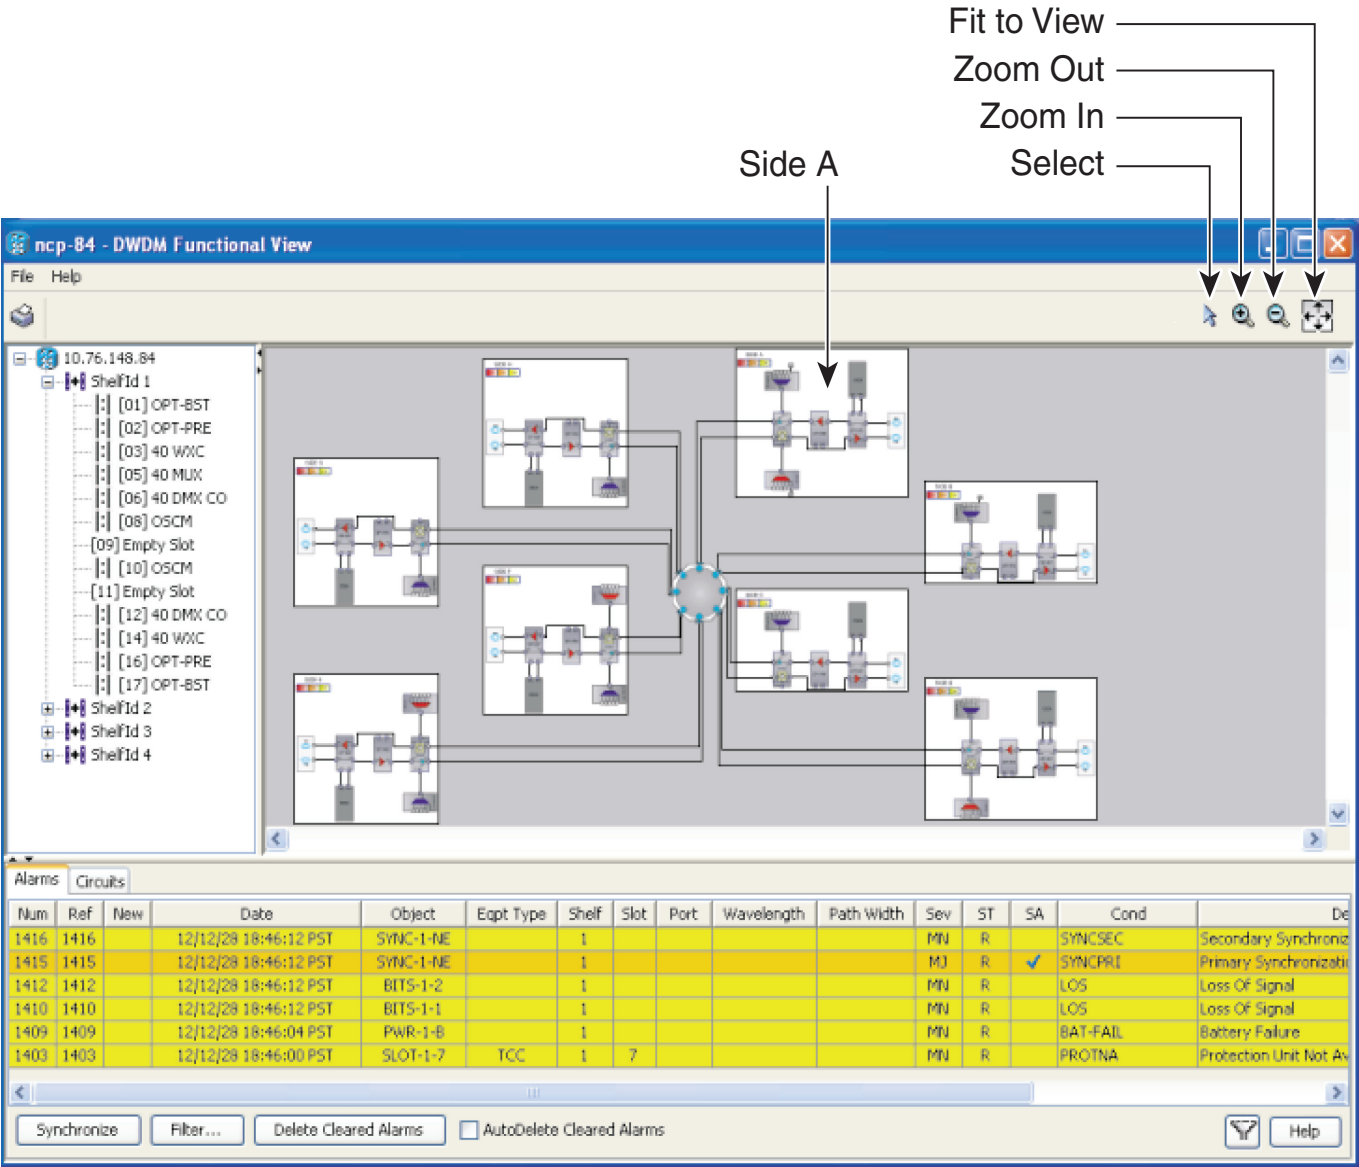 Fit to View
Zoom Out
Zoom In
Side A
Select
ncp-84 - DWDM Functional View
File Help
10.76.148.84
ShelfId 1
[01] OPT-BST
[02] OPT-PRE
[03] 40 WXC
[05] 40 MUX
[06] 40 DMX CO
[08] OSCM
[09] Empty Slot
[10] OSCM
[11] Empty Slot
[12] 40 DMX CO
[14] 40 WXC
[16] OPT-PRE
[17] OPT-BST
ShelfId 2
ShelfId 3
ShelfId 4
SIDE A
Alarms Circuits
Num Ref New Date Object Eqpt Type Shelf Slot Port Wavelength Path Width Sev ST SA Cond De
1416 1416 12/12/28 18:46:12 PST SYNC-1-NE 1 MN R SYNCSEC Secondary Synchroniz
1415 1415 12/12/28 18:46:12 PST SYNC-1-NE 1 MJ R SYNCPRI Primary Synchronizati
1412 1412 12/12/28 18:46:12 PST BITS-1-2 1 MN R LOS Loss Of Signal
1410 1410 12/12/28 18:46:12 PST BITS-1-1 1 MN R LOS Loss Of Signal
1409 1409 12/12/28 18:46:04 PST PWR-1-B 1 MN R BAT-FAIL Battery Failure
1403 1403 12/12/28 18:46:00 PST SLOT-1-7 TCC 1 7 MN R PROTNA Protection Unit Not Av
Synchronize Filter... Delete Cleared Alarms AutoDelete Cleared Alarms Help